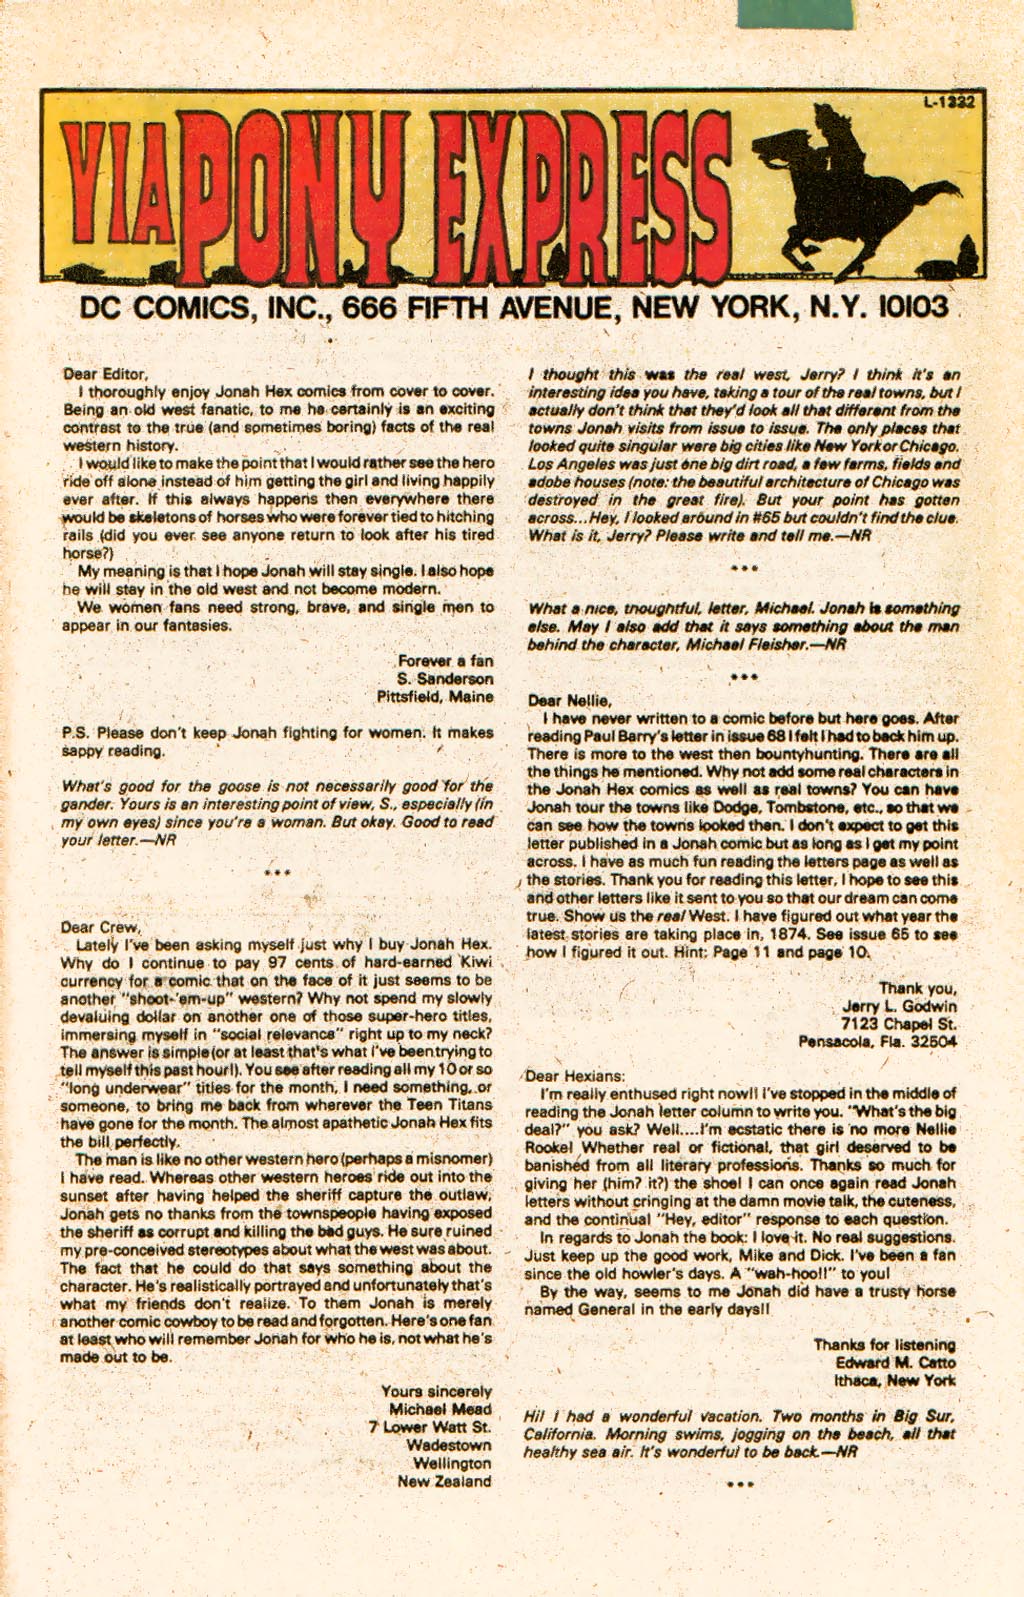 L-1332
VIA PONY EXPRESS
DC COMICS, INC., 666 FIFTH AVENUE, NEW YORK, N.Y. 10103
Dear Editor,
I thoroughly enjoy Jonah Hex comics from cover to cover.
Being an old west fanatic, to me he certainly is an exciting
contrast to the true (and sometimes boring) facts of the real
western history.
I would like to make the point that I would rather see the hero
ride off alone instead of him getting the girl and living happily
ever after. If this always happens then everywhere there
would be skeletons of horses who were forever tied to hitching
rails (did you ever see anyone return to look after his tired
horse?)
My meaning is that I hope Jonah will stay single. I also hope
he will stay in the old west and not become modern.
We women fans need strong, brave, and single men to
appear in our fantasies.
Forever a fan
S. Sanderson
Pittsfield, Maine
P.S. Please don't keep Jonah fighting for women. It makes
sappy reading.
What's good for the goose is not necessarily good for the
gander. Yours is an interesting point of view, S., especially (in
my own eyes) since you're a woman. But okay. Good to read
your letter.—NR
***
Dear Crew,
Lately I've been asking myself just why I buy Jonah Hex.
Why do I continue to pay 97 cents of hard-earned Kiwi
currency for a comic that on the face of it just seems to be
another "shoot-'em-up" western? Why not spend my slowly
devaluing dollar on another one of those super-hero titles,
immersing myself in "social relevance" right up to my neck?
The answer is simple (or at least that's what I've been trying to
tell myself this past hour!). You see after reading all my 10 or so
"long underwear" titles for the month, I need something, or
someone, to bring me back from wherever the Teen Titans
have gone for the month. The almost apathetic Jonah Hex fits
the bill perfectly.
The man is like no other western hero (perhaps a misnomer)
I have read. Whereas other western heroes ride out into the
sunset after having helped the sheriff capture the outlaw,
Jonah gets no thanks from the townspeople having exposed
the sheriff as corrupt and killing the bad guys. He sure ruined
my pre-conceived stereotypes about what the west was about.
The fact that he could do that says something about the
character. He's realistically portrayed and unfortunately that's
what my friends don't realize. To them Jonah is merely
another comic cowboy to be read and forgotten. Here's one fan
at least who will remember Jonah for who he is, not what he's
made out to be.
Yours sincerely
Michael Mead
7 Lower Watt St.
Wadestown
Wellington
New Zealand
I thought this was the real west, Jerry? I think it's an
interesting idea you have, taking a tour of the real towns, but I
actually don't think that they'd look all that different from the
towns Jonah visits from issue to issue. The only places that
looked quite singular were big cities like New York or Chicago.
Los Angeles was just one big dirt road, a few farms, fields and
adobe houses (note: the beautiful architecture of Chicago was
destroyed in the great fire). But your point has gotten
across...Hey, I looked around in #65 but couldn't find the clue.
What is it, Jerry? Please write and tell me.—NR
***
What a nice, thoughtful, letter, Michael. Jonah is something
else. May I also add that it says something about the man
behind the character, Michael Fleisher.—NR
***
Dear Nellie,
I have never written to a comic before but here goes. After
reading Paul Barry's letter in issue 68 I felt I had to back him up.
There is more to the west then bountyhunting. There are all
the things he mentioned. Why not add some real characters in
the Jonah Hex comics as well as real towns? You can have
Jonah tour the towns like Dodge, Tombstone, etc., so that we
can see how the towns looked then. I don't expect to get this
letter published in a Jonah comic but as long as I get my point
across. I have as much fun reading the letters page as well as
the stories. Thank you for reading this letter, I hope to see this
and other letters like it sent to you so that our dream can come
true. Show us the real West. I have figured out what year the
latest stories are taking place in, 1874. See issue 65 to see
how I figured it out. Hint: Page 11 and page 10.
Thank you,
Jerry L. Godwin
7123 Chapel St.
Pensacola, Fla. 32504
Dear Hexians:
I'm really enthused right now!! I've stopped in the middle of
reading the Jonah letter column to write you. "What's the big
deal?" you ask? Well....I'm ecstatic there is no more Nellie
Rooke! Whether real or fictional, that girl deserved to be
banished from all literary professions. Thanks so much for
giving her (him? it?) the shoe! I can once again read Jonah
letters without cringing at the damn movie talk, the cuteness,
and the continual "Hey, editor" response to each question.
In regards to Jonah the book: I love it. No real suggestions.
Just keep up the good work, Mike and Dick. I've been a fan
since the old howler's days. A "wah-hoo!!" to you!
By the way, seems to me Jonah did have a trusty horse
named General in the early days!!
Thanks for listening
Edward M. Catto
Ithaca, New York
Hi! I had a wonderful vacation. Two months in Big Sur,
California. Morning swims, jogging on the beach, all that
healthy sea air. It's wonderful to be back.—NR
***